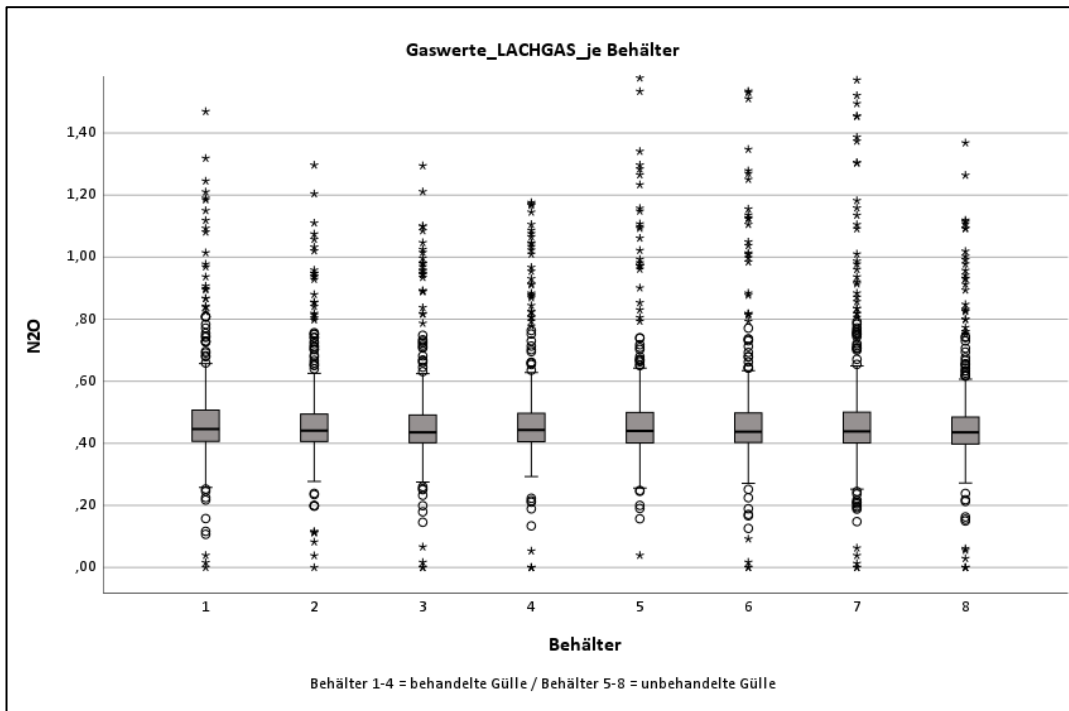 Gaswerte_LACHGAS_je Behälter
N2O
1,40
1,20
1,00
,80
,60
,40
,20
,00
1 2 3 4 5 6 7 8
Behälter
Behälter 1-4 = behandelte Gülle / Behälter 5-8 = unbehandelte Gülle